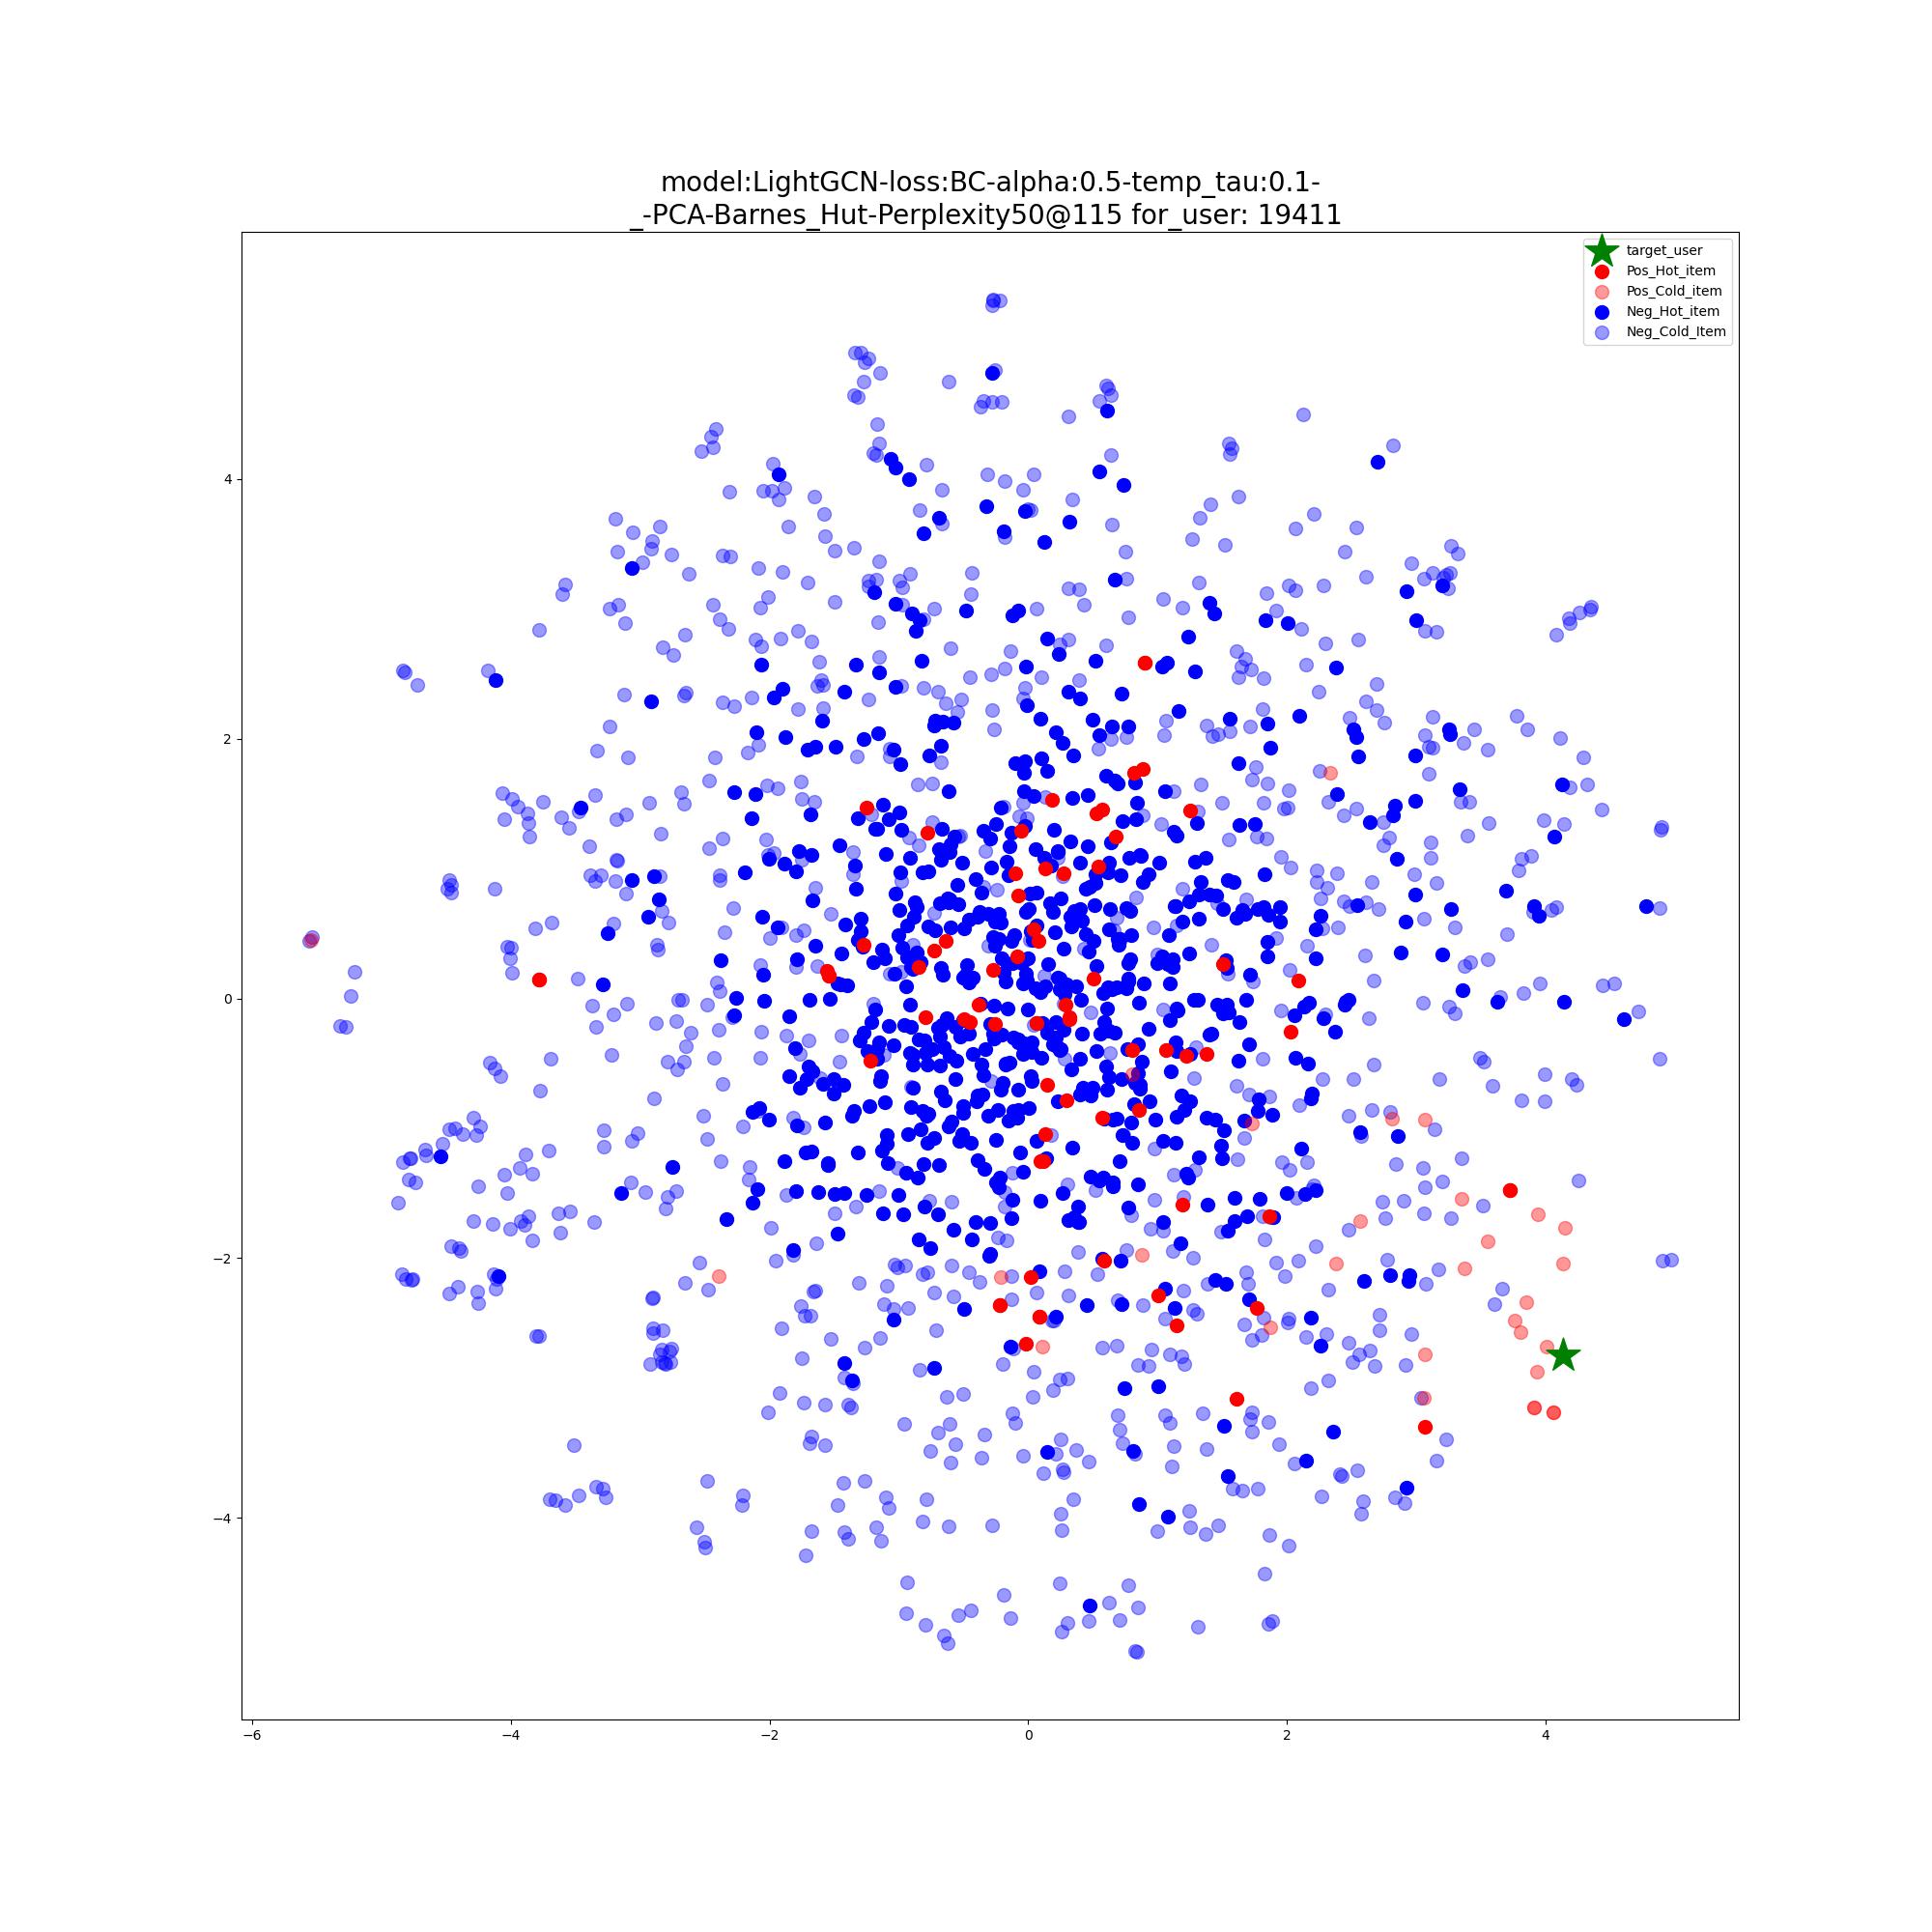 model:LightGCN-loss:BC-alpha:0.5-temp_tau:0.1-
_-PCA-Barnes_Hut-Perplexity50@115 for_user: 19411
target_user
Pos_Hot_item
Pos_Cold_item
Neg_Hot_item
Neg_Cold_Item
4
2
0
−2
−4
−6 −4 −2 0 2 4